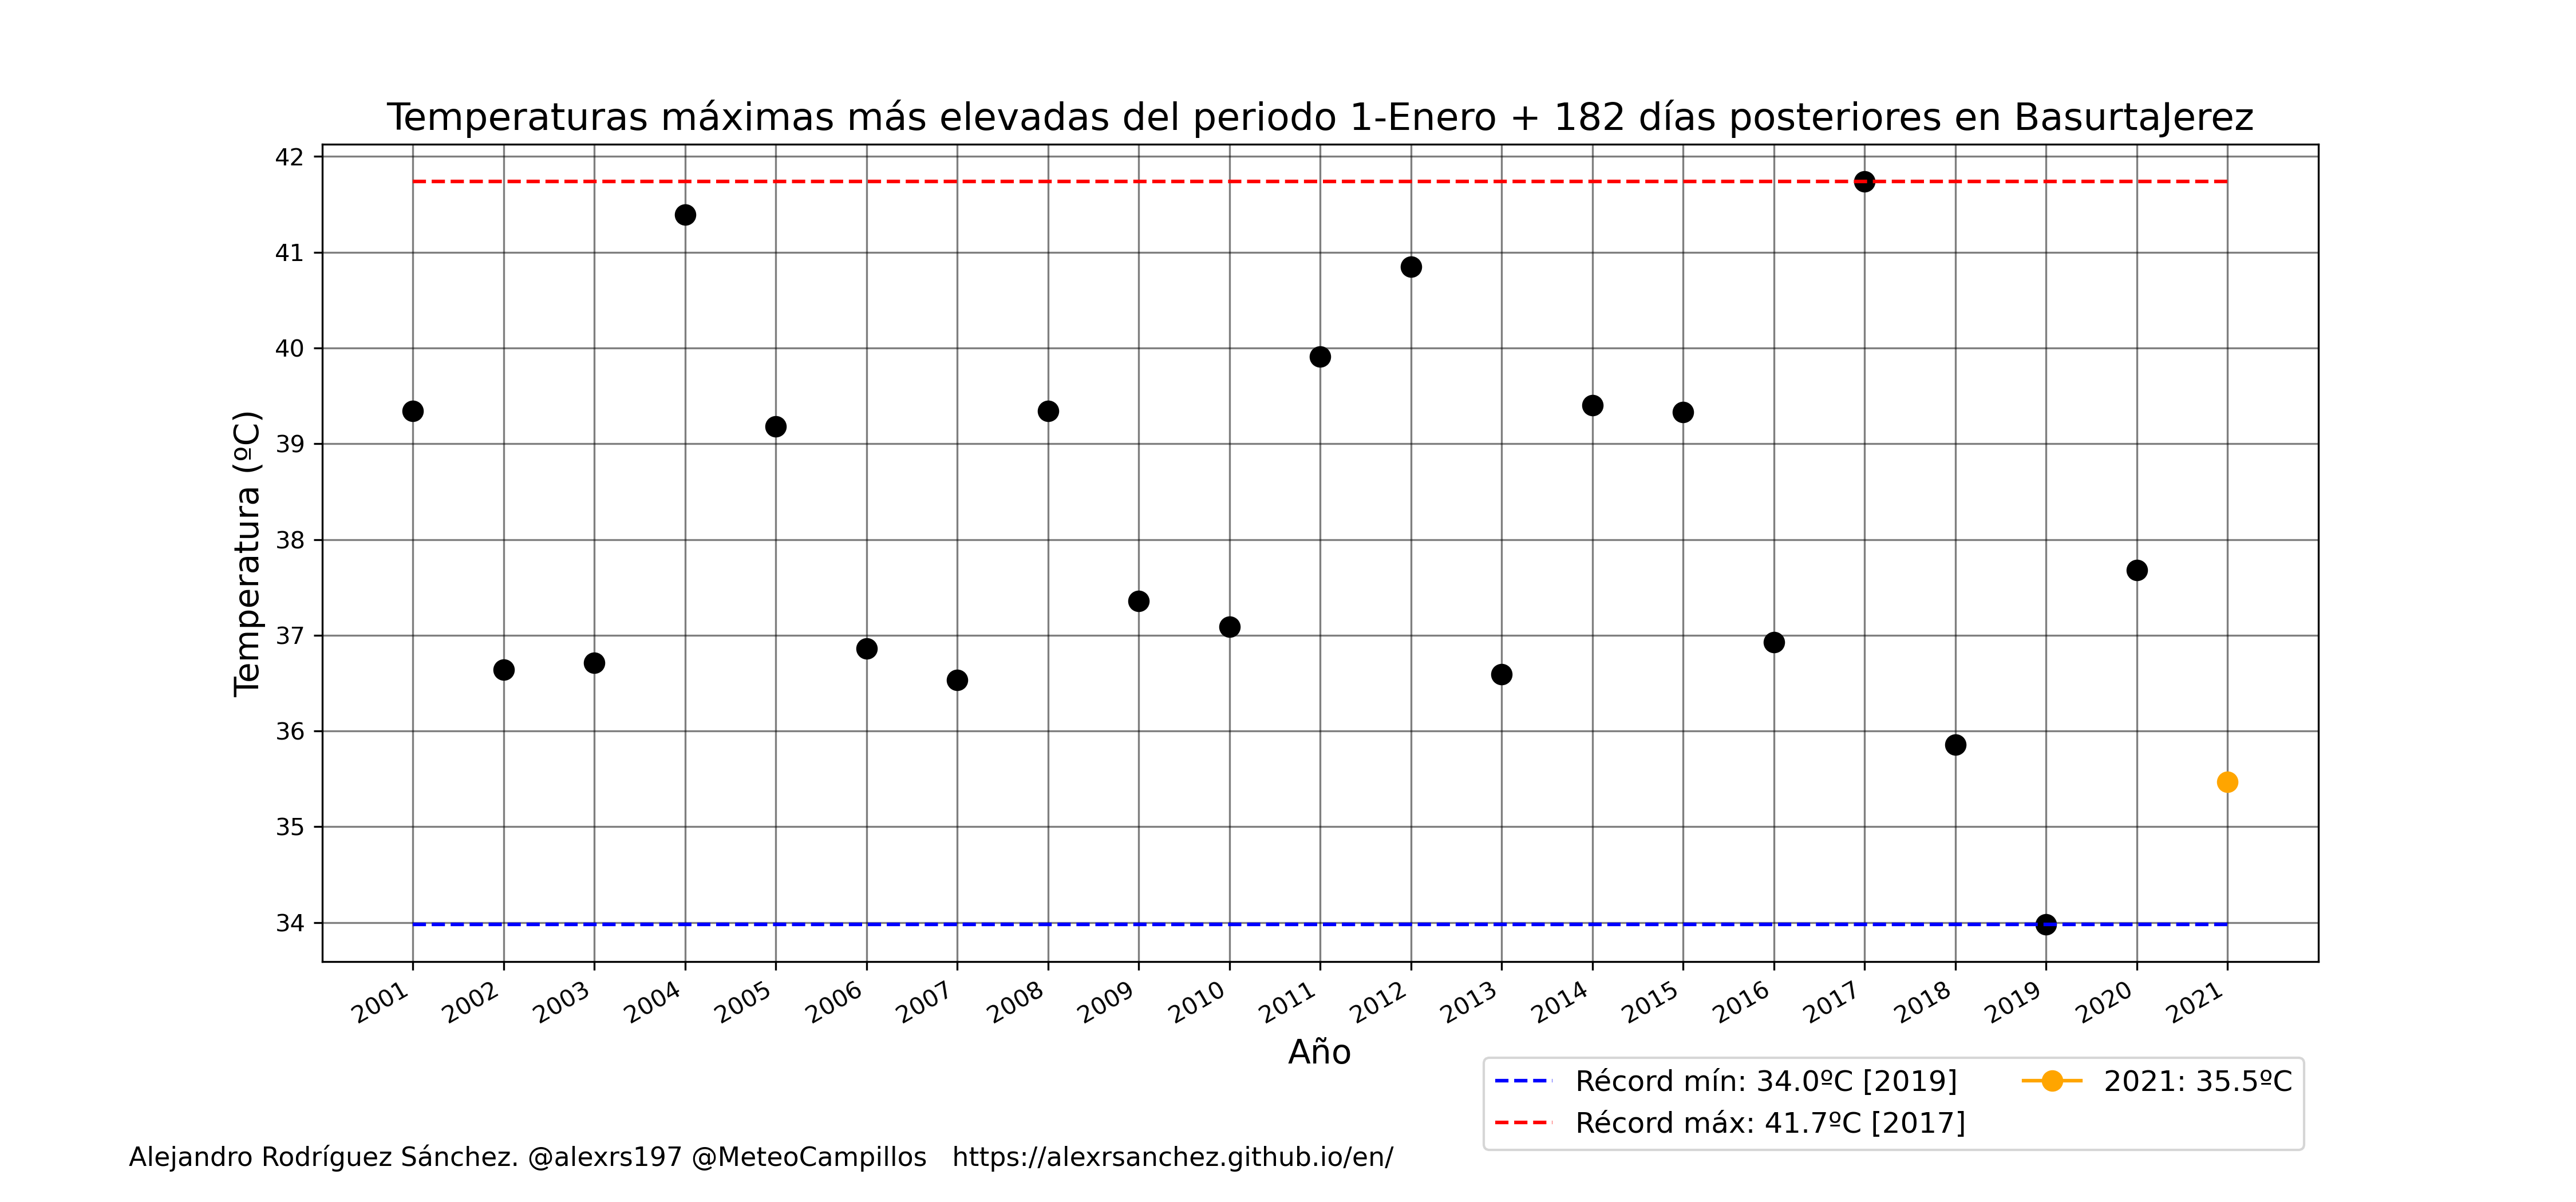 Temperaturas máximas más elevadas del periodo 1-Enero + 182 días posteriores en BasurtaJerez
Temperatura (ºC)
42
41
40
39
38
37
36
35
34
2001 2002 2003 2004 2005 2006 2007 2008 2009 2010 2011 2012 2013 2014 2015 2016 2017 2018 2019 2020 2021
Año
Récord mín: 34.0ºC [2019]
Récord máx: 41.7ºC [2017]
2021: 35.5ºC
Alejandro Rodríguez Sánchez. @alexrs197 @MeteoCampillos https://alexrsanchez.github.io/en/